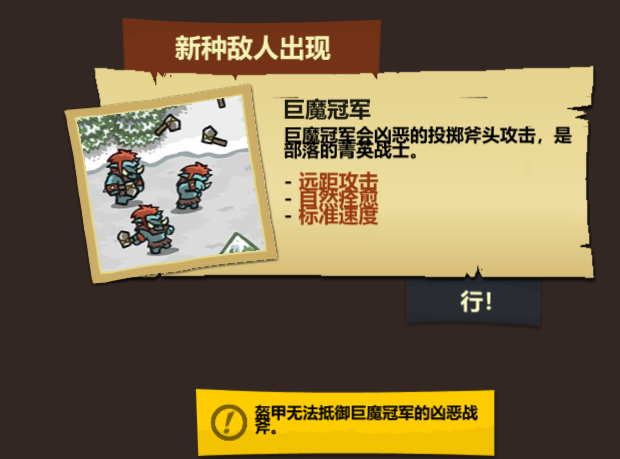 新种敌人出现
巨魔冠军
巨魔冠军会凶恶的投掷斧头攻击，是
部落的菁英战士。
- 远距攻击
- 自然痊愈
- 标准速度
行！
盔甲无法抵御巨魔冠军的凶恶战
斧。